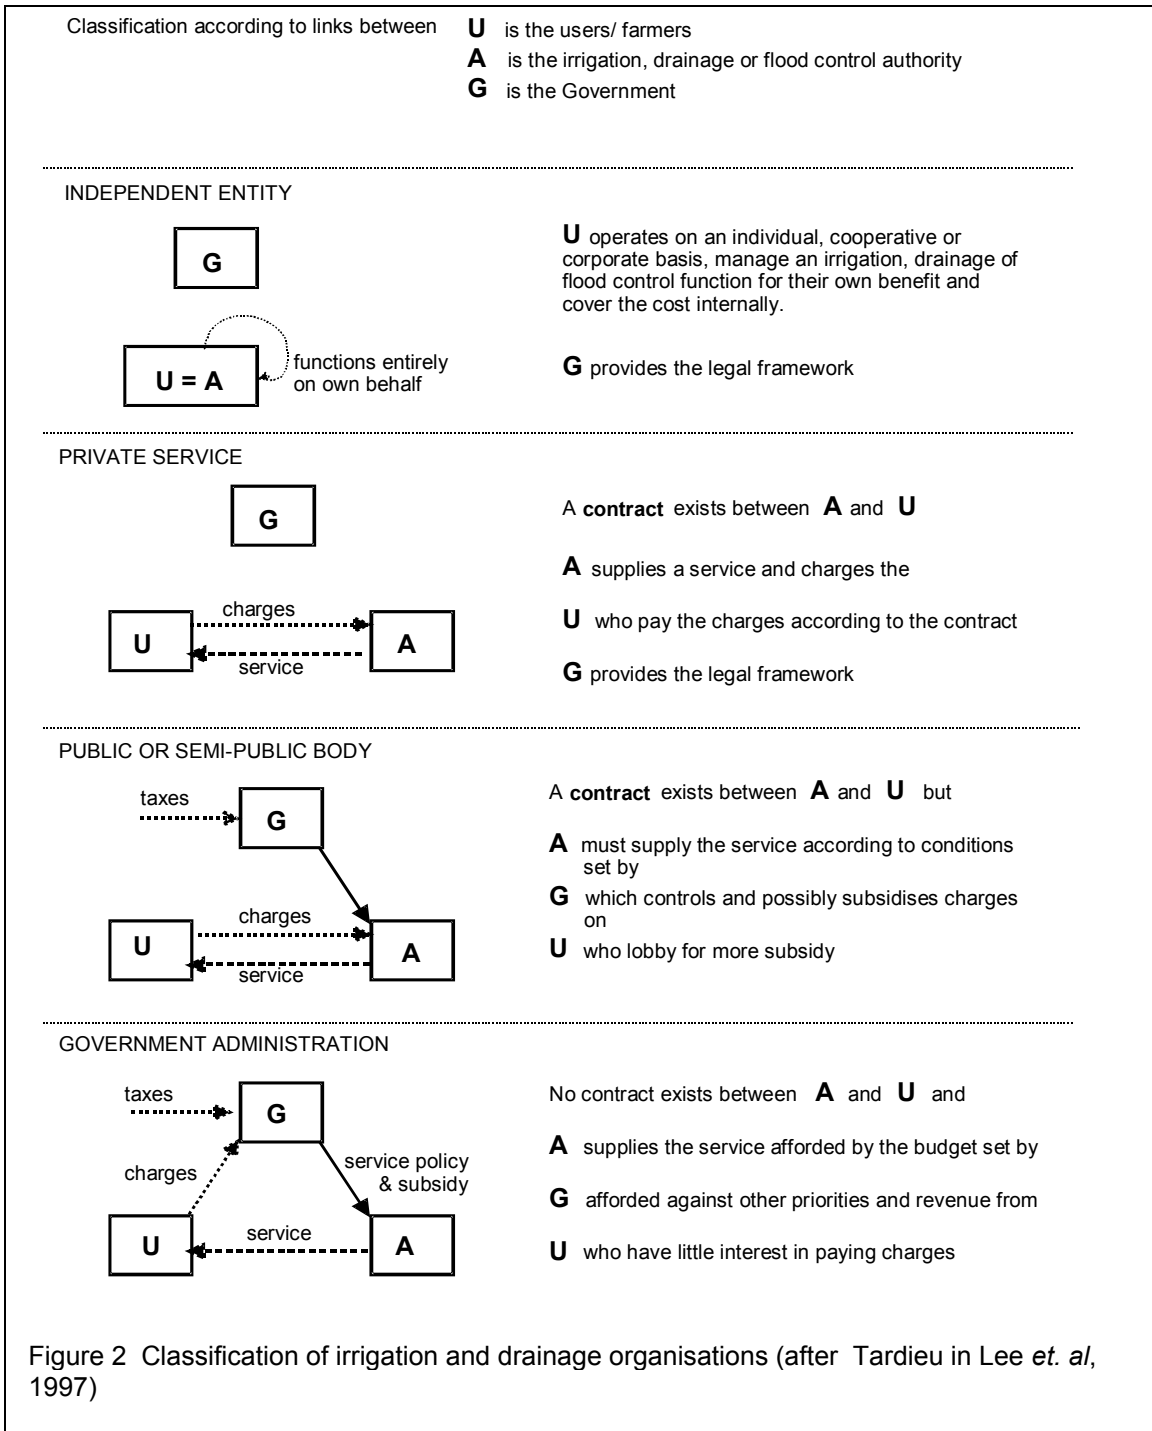 Classification according to links between
U is the users/ farmers
A is the irrigation, drainage or flood control authority
G is the Government
INDEPENDENT ENTITY
G
U = A
functions entirely
on own behalf
U operates on an individual, cooperative or
corporate basis, manage an irrigation, drainage of
flood control function for their own benefit and
cover the cost internally.
G provides the legal framework
PRIVATE SERVICE
G
charges
U
A
service
A contract exists between A and U
A supplies a service and charges the
U who pay the charges according to the contract
G provides the legal framework
PUBLIC OR SEMI-PUBLIC BODY
taxes
G
charges
U
A
service
A contract exists between A and U but
A must supply the service according to conditions
set by
G which controls and possibly subsidises charges
on
U who lobby for more subsidy
GOVERNMENT ADMINISTRATION
taxes
G
charges
service policy
& subsidy
U
service
A
No contract exists between A and U and
A supplies the service afforded by the budget set by
G afforded against other priorities and revenue from
U who have little interest in paying charges
Figure 2 Classification of irrigation and drainage organisations (after Tardieu in Lee et. al,
1997)